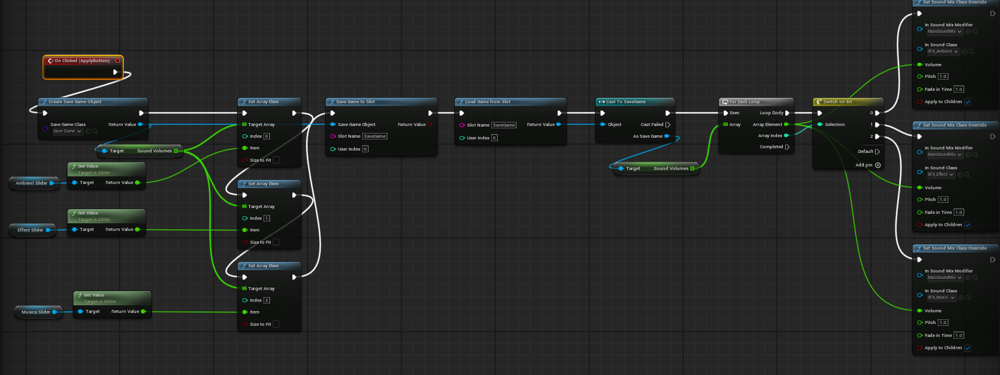 On Clicked (ApplyButton)
Create Save Game Object
Save Game Class
Save Game
Return Value
Target
Sound Volumes
Ambient Slider
Get Value
Target is Slider
Target
Return Value
Effect Slider
Get Value
Target is Slider
Target
Return Value
Musica Slider
Get Value
Target is Slider
Target
Return Value
Set Array Elem
Target Array
Index 0
Item
Size to Fit
Set Array Elem
Target Array
Index 1
Item
Size to Fit
Set Array Elem
Target Array
Index 2
Item
Size to Fit
Save Game to Slot
Save Game Object
Return Value
Slot Name SaveGame
User Index 0
Load Game from Slot
Slot Name SaveGame
Return Value
User Index 0
Cast To SaveGame
Object
Cast Failed
As Save Game
Target
Sound Volumes
For Each Loop
Exec
Loop Body
Array
Array Element
Array Index
Completed
Switch on Int
0
Selection
1
2
Default
Add pin
Set Sound Mix Class Override
In Sound Mix Modifier
MainSoundMix
In Sound Class
SFX_Ambient
Volume
Pitch 1.0
Fade in Time 1.0
Apply to Children
Set Sound Mix Class Override
In Sound Mix Modifier
MainSoundMix
In Sound Class
SFX_Effect
Volume
Pitch 1.0
Fade in Time 1.0
Apply to Children
Set Sound Mix Class Override
In Sound Mix Modifier
MainSoundMix
In Sound Class
SFX_Music
Volume
Pitch 1.0
Fade in Time 1.0
Apply to Children